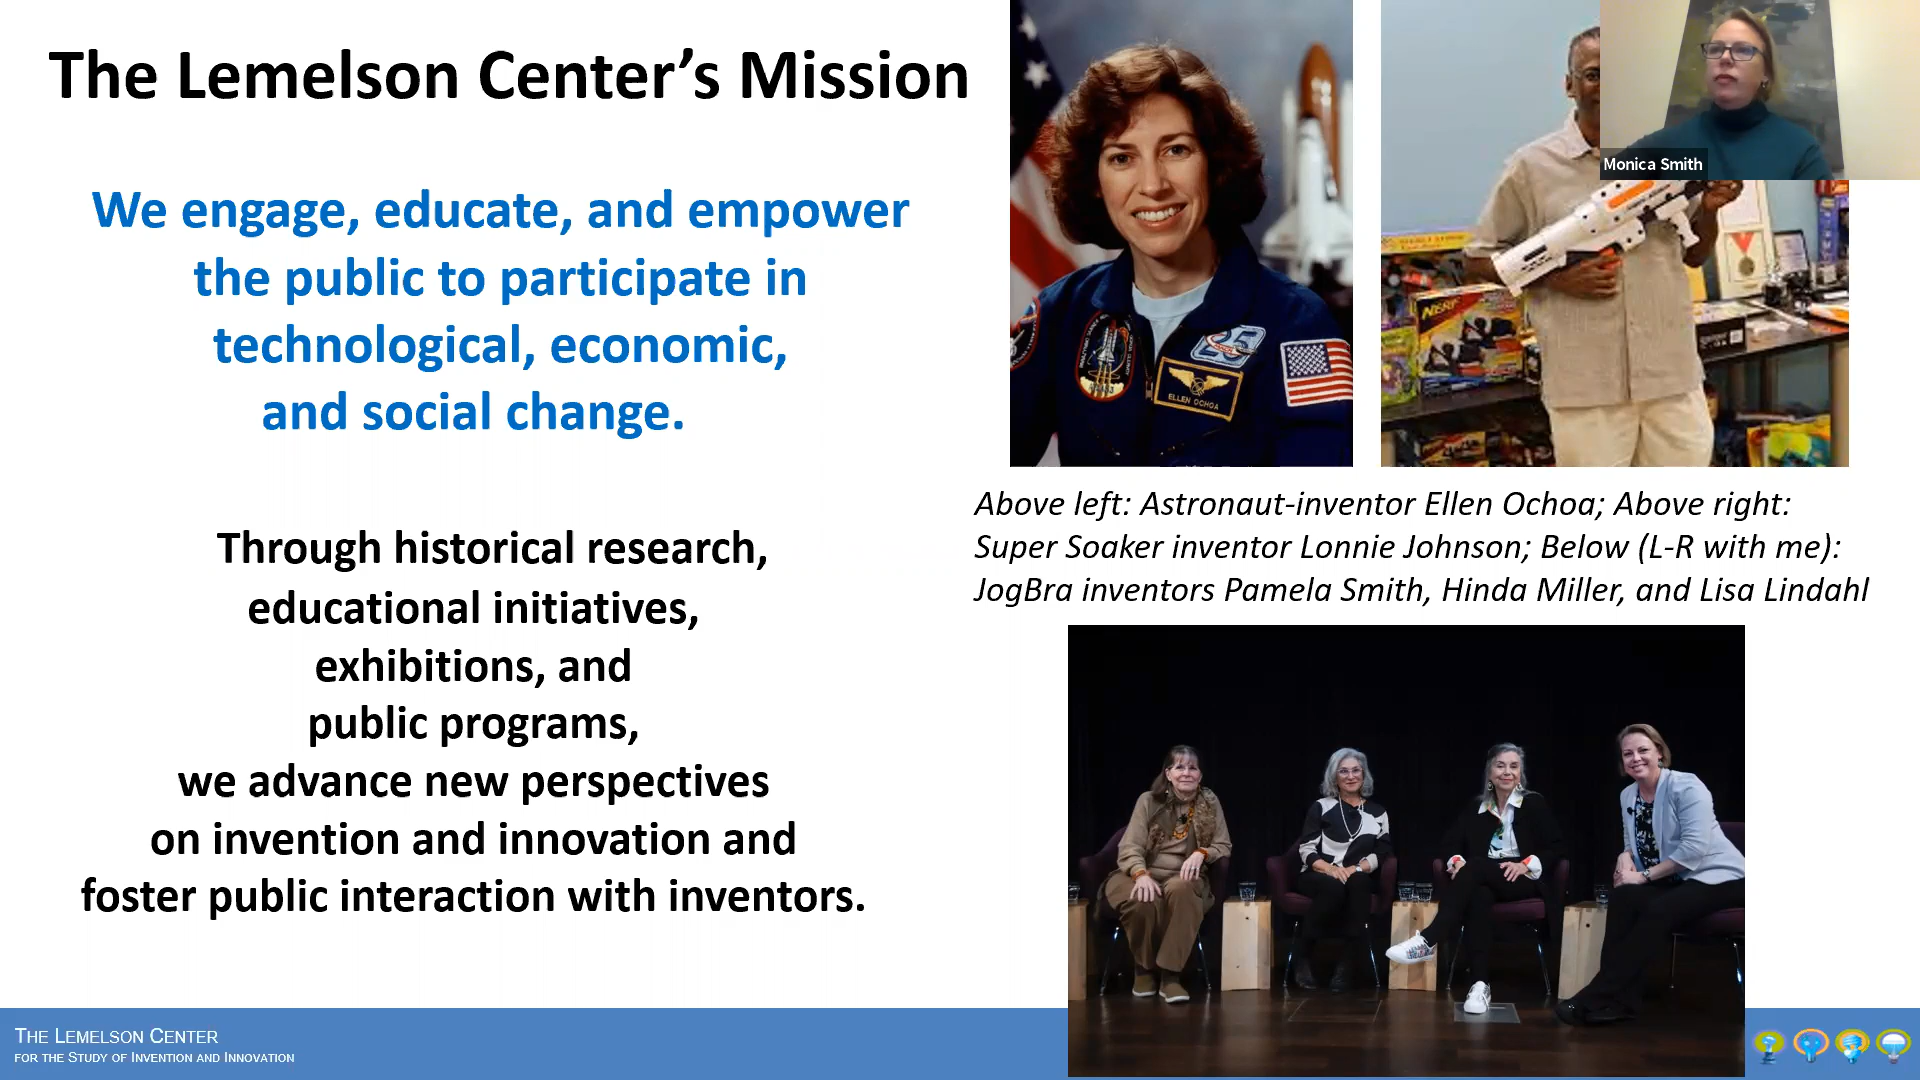 The Lemelson Center’s Mission
We engage, educate, and empower
the public to participate in
technological, economic,
and social change.
Through historical research,
educational initiatives,
exhibitions, and
public programs,
we advance new perspectives
on invention and innovation and
foster public interaction with inventors.
Monica Smith
ELLEN OCHOA
25
NERF
Above left: Astronaut-inventor Ellen Ochoa; Above right:
Super Soaker inventor Lonnie Johnson; Below (L-R with me):
JogBra inventors Pamela Smith, Hinda Miller, and Lisa Lindahl
THE LEMELSON CENTER
FOR THE STUDY OF INVENTION AND INNOVATION